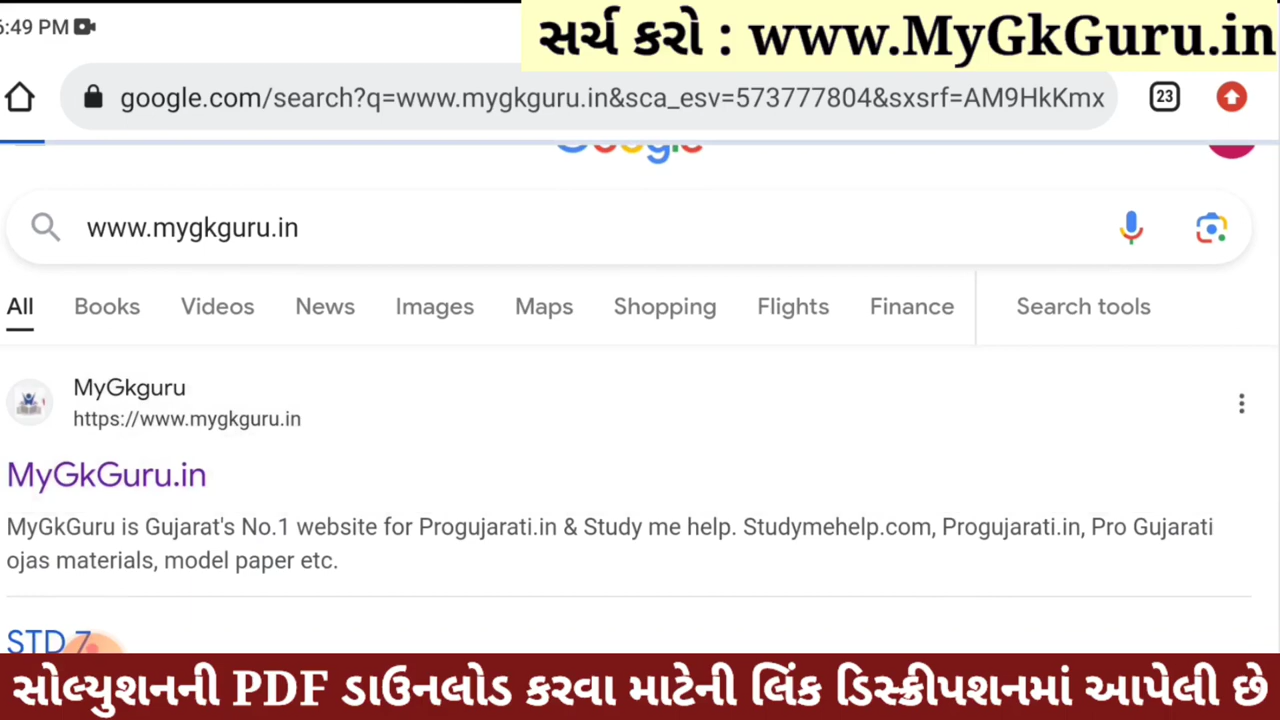 6:49 PM
સર્ચ કરો : www.MyGkGuru.in
google.com/search?q=www.mygkguru.in&sca_esv=573777804&sxsrf=AM9HkKmx
23
Google
www.mygkguru.in
All Books Videos News Images Maps Shopping Flights Finance Search tools
MyGkguru
https://www.mygkguru.in
MyGkGuru.in
MyGkGuru is Gujarat's No.1 website for Progujarati.in & Study me help. Studymehelp.com, Progujarati.in, Pro Gujarati
ojas materials, model paper etc.
STD 7
સોલ્યુશનની PDF ડાઉનલોડ કરવા માટેની લિંક ડિસ્ક્રીપશનમાં આપેલી છે